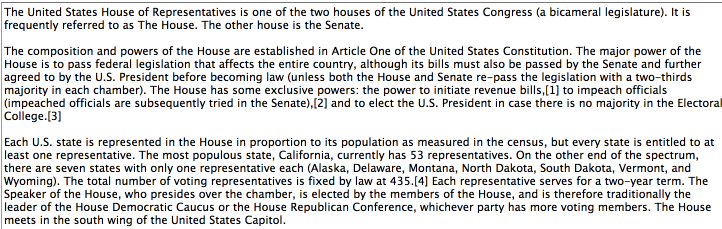 The United States House of Representatives is one of the two houses of the United States Congress (a bicameral legislature). It is
frequently referred to as The House. The other house is the Senate.
The composition and powers of the House are established in Article One of the United States Constitution. The major power of the
House is to pass federal legislation that affects the entire country, although its bills must also be passed by the Senate and further
agreed to by the U.S. President before becoming law (unless both the House and Senate re-pass the legislation with a two-thirds
majority in each chamber). The House has some exclusive powers: the power to initiate revenue bills,[1] to impeach officials
(impeached officials are subsequently tried in the Senate),[2] and to elect the U.S. President in case there is no majority in the Electoral
College.[3]
Each U.S. state is represented in the House in proportion to its population as measured in the census, but every state is entitled to at
least one representative. The most populous state, California, currently has 53 representatives. On the other end of the spectrum,
there are seven states with only one representative each (Alaska, Delaware, Montana, North Dakota, South Dakota, Vermont, and
Wyoming). The total number of voting representatives is fixed by law at 435.[4] Each representative serves for a two-year term. The
Speaker of the House, who presides over the chamber, is elected by the members of the House, and is therefore traditionally the
leader of the House Democratic Caucus or the House Republican Conference, whichever party has more voting members. The House
meets in the south wing of the United States Capitol.